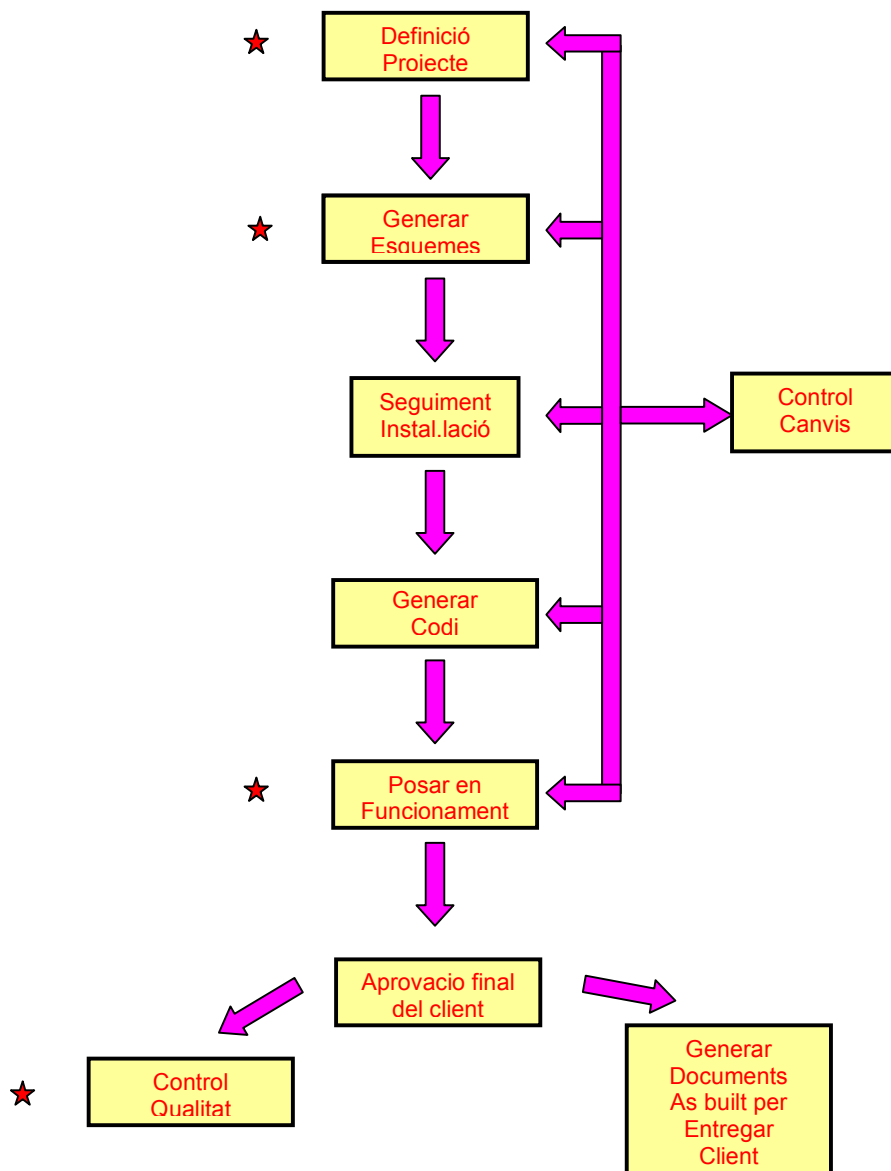 Definició
Projecte
Generar
Esquemes
Seguiment
Instal.lació
Control
Canvis
Generar
Codi
Posar en
Funcionament
Aprovacio final
del client
Control
Qualitat
Generar
Documents
As built per
Entregar
Client